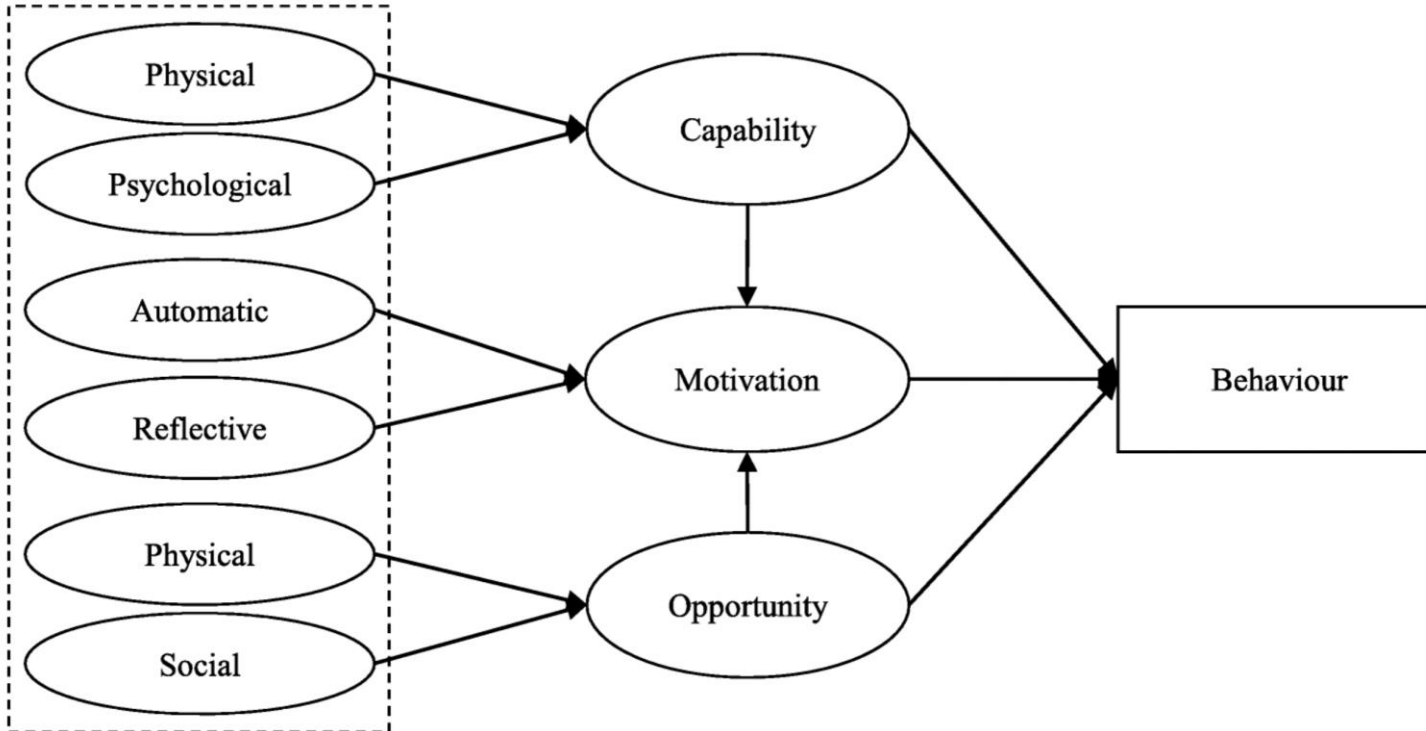 Physical
Psychological
Automatic
Reflective
Physical
Social
Capability
Motivation
Opportunity
Behaviour